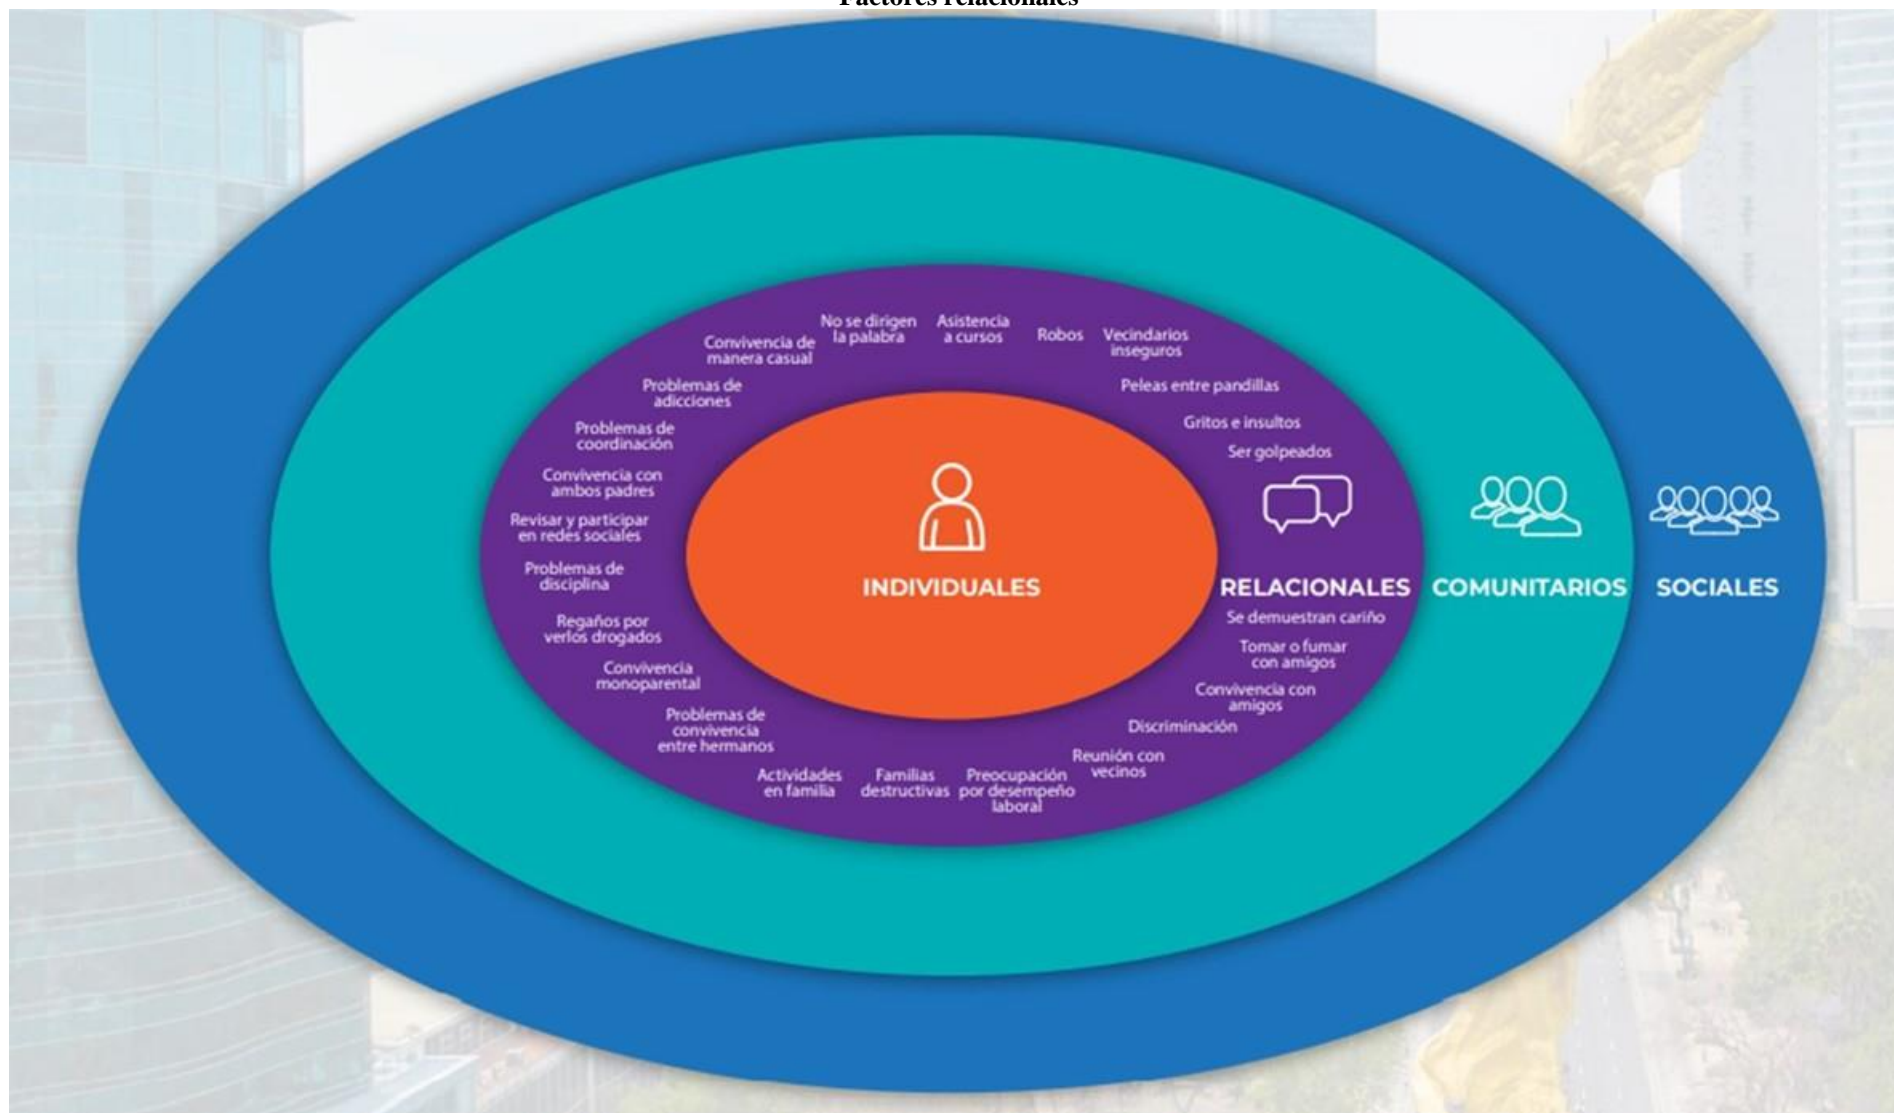 Factores relacionales
No se dirigen
la palabra
Asistencia
a cursos
Robos
Vecindarios
inseguros
Convivencia de
manera casual
Peleas entre pandillas
Problemas de
adicciones
Gritos e insultos
Problemas de
coordinación
Ser golpeados
Convivencia con
ambos padres
Revisar y participar
en redes sociales
Problemas de
disciplina
INDIVIDUALES
RELACIONALES
COMUNITARIOS
SOCIALES
Se demuestran cariño
Regaños por
verlos drogados
Tomar o fumar
con amigos
Convivencia
monoparental
Convivencia con
amigos
Problemas de
convivencia
entre hermanos
Discriminación
Reunión con
vecinos
Actividades
en familia
Familias
destructivas
Preocupación
por desempeño
laboral